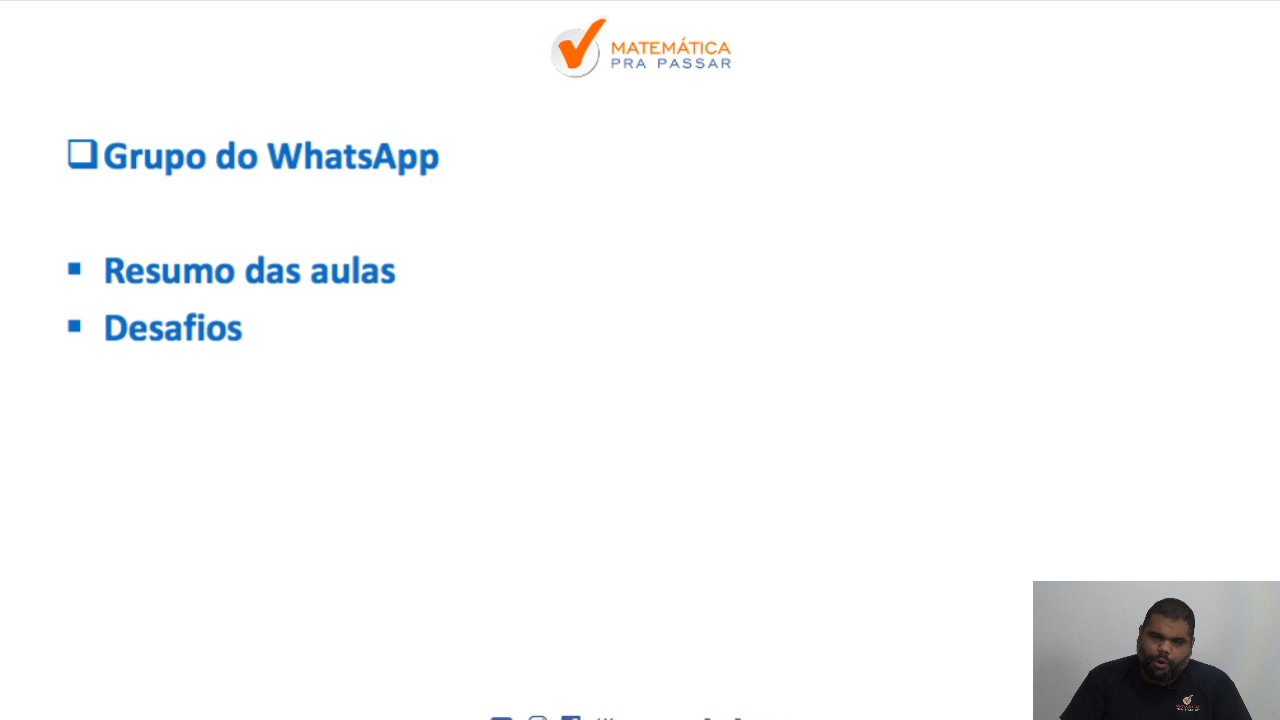 MATEMÁTICA
PRA PASSAR
Grupo do WhatsApp
Resumo das aulas
Desafios